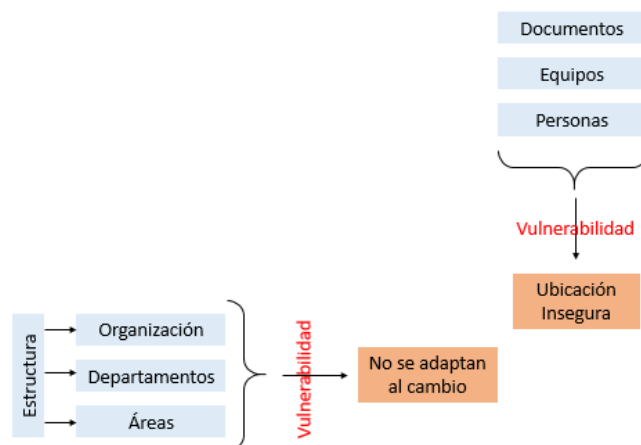 Documentos
Equipos
Personas
Vulnerabilidad
Ubicación
Insegura
Estructura
Organización
Departamentos
Áreas
Vulnerabilidad
No se adaptan
al cambio